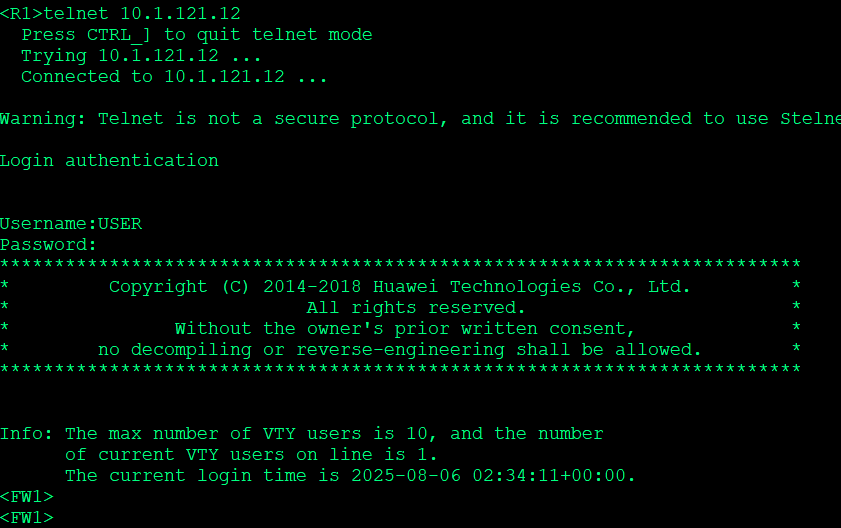 <R1>telnet 10.1.121.12
  Press CTRL_] to quit telnet mode
  Trying 10.1.121.12 ...
  Connected to 10.1.121.12 ...
Warning: Telnet is not a secure protocol, and it is recommended to use Stelne
Login authentication
Username:USER
Password:
*************************************************************************
*         Copyright (C) 2014-2018 Huawei Technologies Co., Ltd.         *
*                           All rights reserved.                        *
*               Without the owner's prior written consent,              *
*        no decompiling or reverse-engineering shall be allowed.        *
*************************************************************************
Info: The max number of VTY users is 10, and the number
      of current VTY users on line is 1.
      The current login time is 2025-08-06 02:34:11+00:00.
<FW1>
<FW1>